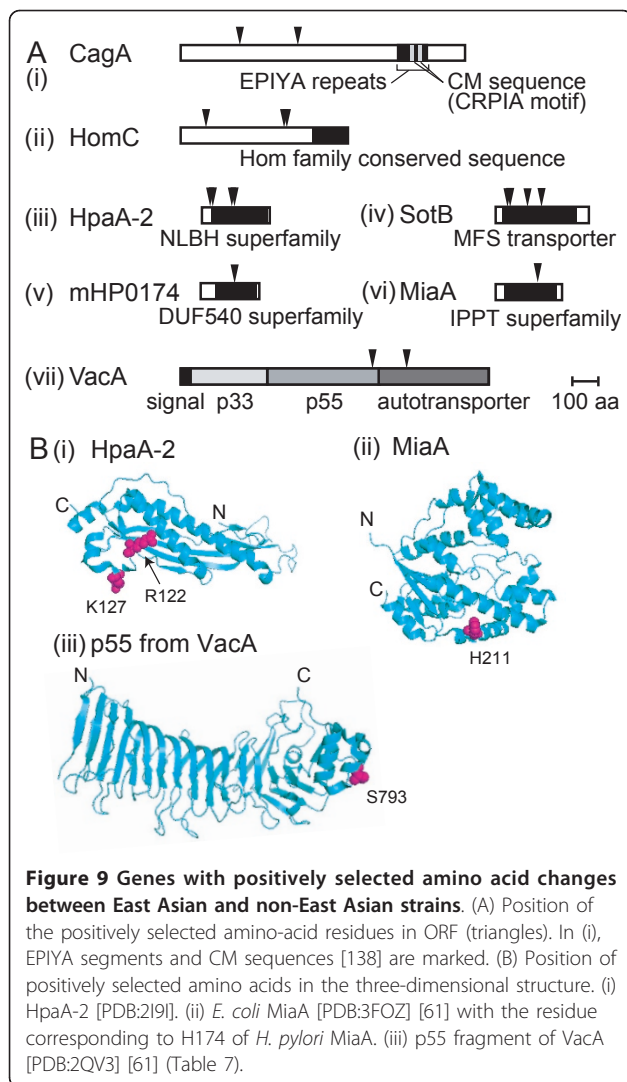 A CagA
(i)
EPIYA repeats
CM sequence
(CRPIA motif)
(ii) HomC
Hom family conserved sequence
(iii) HpaA-2
NLBH superfamily
(iv) SotB
MFS transporter
(v) mHP0174
DUF540 superfamily
(vi) MiaA
IPPT superfamily
(vii) VacA
signal p33 p55 autotransporter
100 aa
B (i) HpaA-2
C
N
K127
R122
(ii) MiaA
N
C
H211
(iii) p55 from VacA
N
C
S793
Figure 9 Genes with positively selected amino acid changes
between East Asian and non-East Asian strains. (A) Position of
the positively selected amino-acid residues in ORF (triangles). In (i),
EPIYA segments and CM sequences [138] are marked. (B) Position of
positively selected amino acids in the three-dimensional structure. (i)
HpaA-2 [PDB:2I9I]. (ii) E. coli MiaA [PDB:3FOZ] [61] with the residue
corresponding to H174 of H. pylori MiaA. (iii) p55 fragment of VacA
[PDB:2QV3] [61] (Table 7).